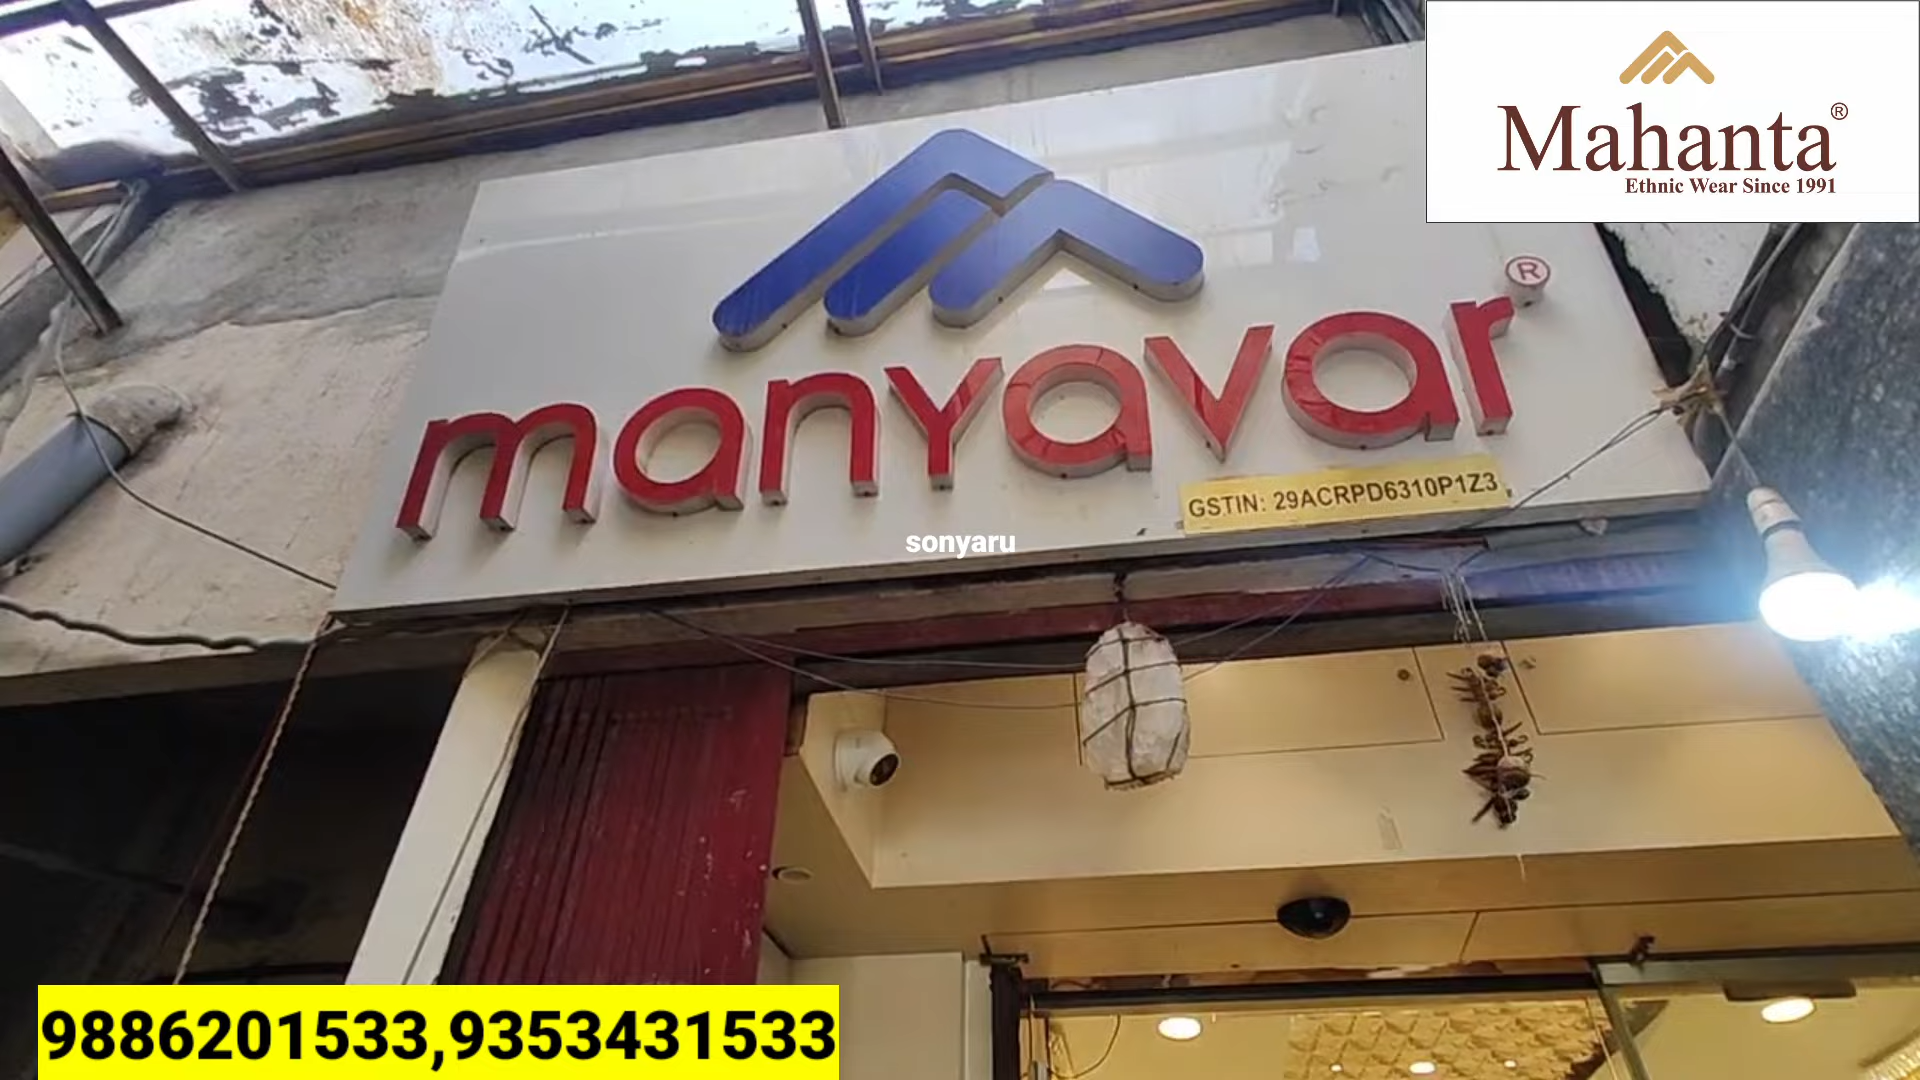 Mahanta®
Ethnic Wear Since 1991
manyavar®
GSTIN: 29ACRPD6310P1Z3
sonyaru
9886201533,9353431533